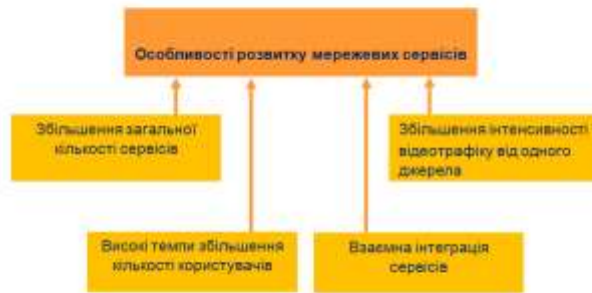 Особливості розвитку мережевих сервісів
Збільшення загальної
кількості сервісів
Збільшення інтенсивності
відеотрафіку від одного
джерела
Високі темпи збільшення
кількості користувачів
Взаємна інтеграція
сервісів